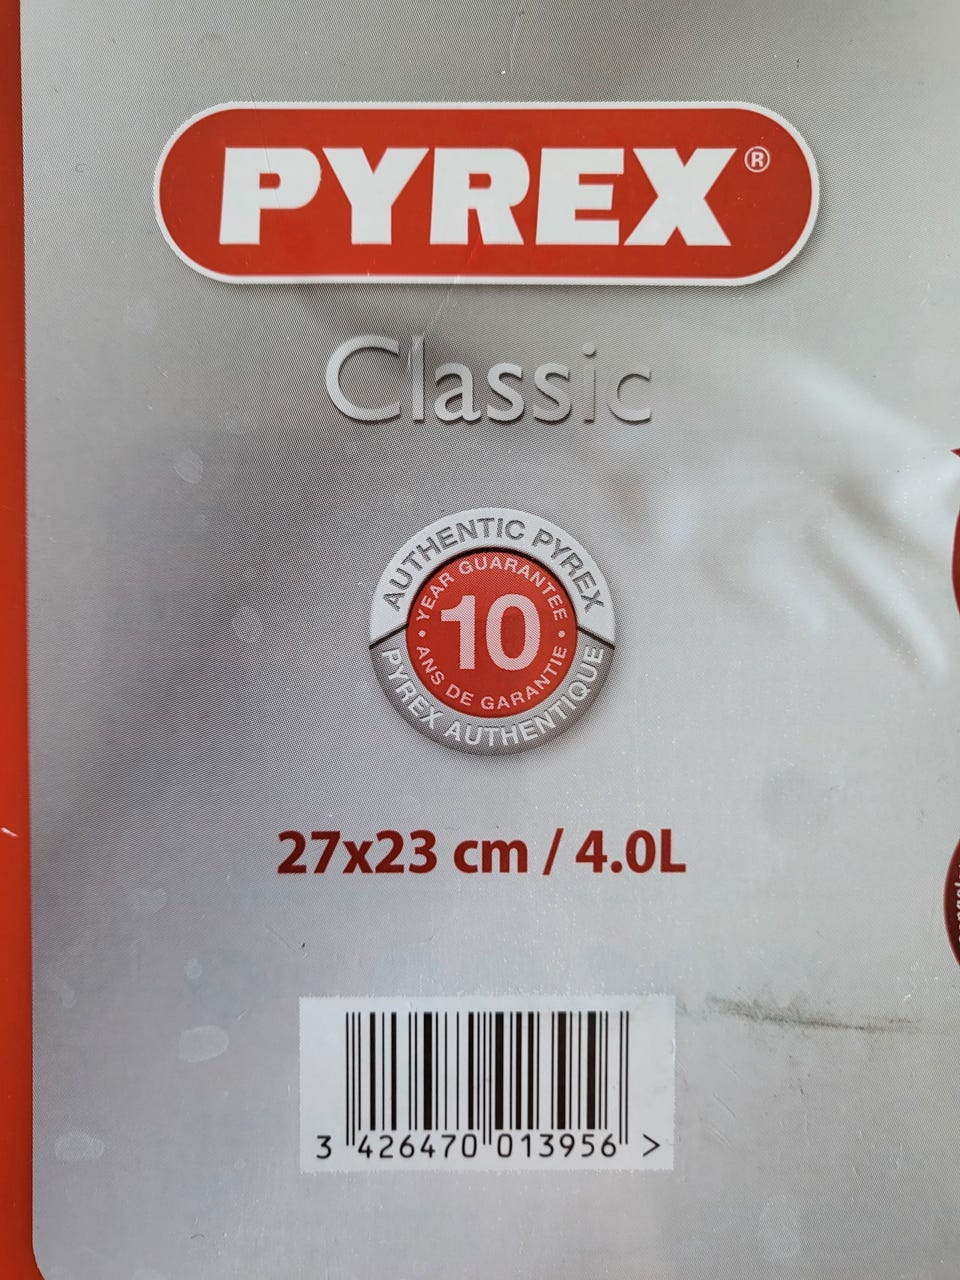 PYREX®
Classic
AUTHENTIC PYREX
YEAR GUARANTEE
10
ANS DE GARANTIE
PYREX AUTHENTIQUE
27x23 cm / 4.0L
3 426470 013956 >